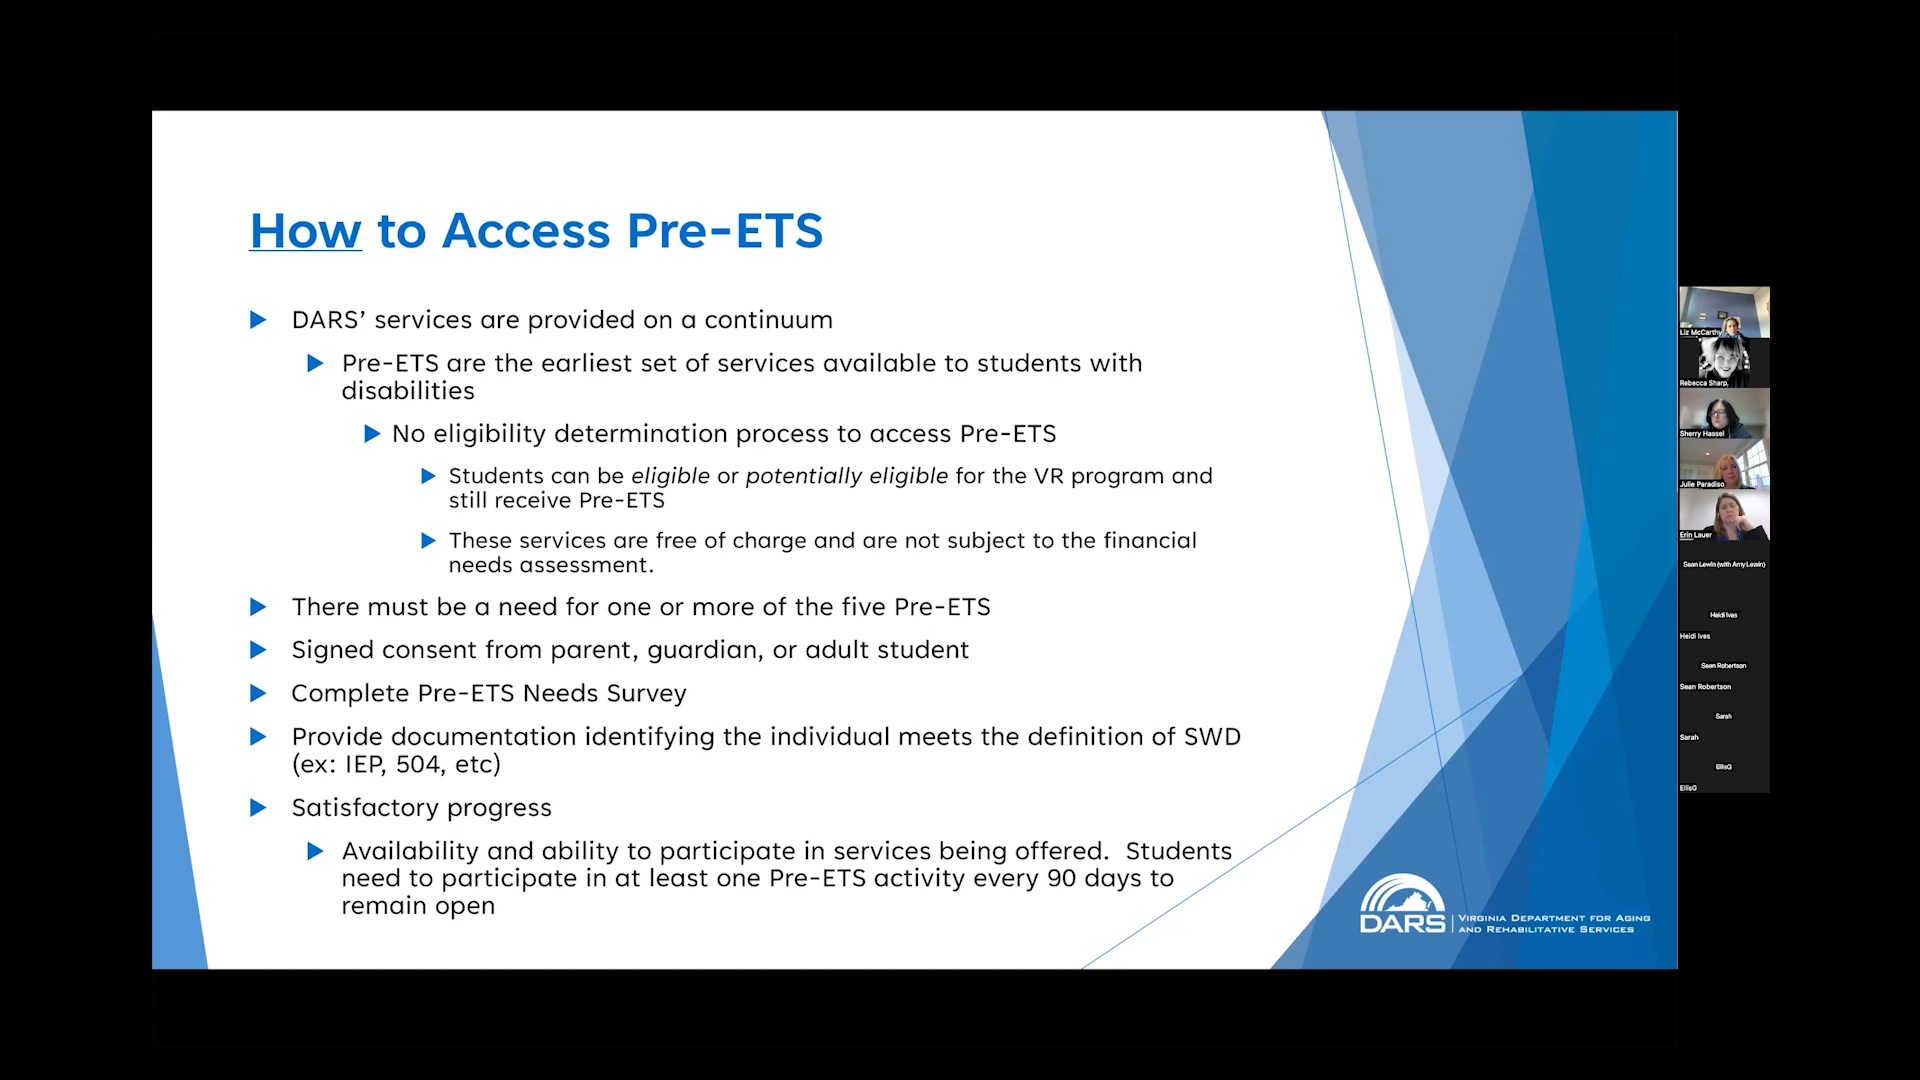 How to Access Pre-ETS
DARS’ services are provided on a continuum
Pre-ETS are the earliest set of services available to students with
disabilities
No eligibility determination process to access Pre-ETS
Students can be eligible or potentially eligible for the VR program and
still receive Pre-ETS
These services are free of charge and are not subject to the financial
needs assessment.
There must be a need for one or more of the five Pre-ETS
Signed consent from parent, guardian, or adult student
Complete Pre-ETS Needs Survey
Provide documentation identifying the individual meets the definition of SWD
(ex: IEP, 504, etc)
Satisfactory progress
Availability and ability to participate in services being offered.  Students
need to participate in at least one Pre-ETS activity every 90 days to
remain open
DARS
Virginia Department for Aging
and Rehabilitative Services
Liz McCarthy
Rebecca Sharp,
Sherry Hassel
Julie Paradiso
Erin Lauer
Sean Lewin (with Amy Lewin)
Heidi Ives
Heidi Ives
Sean Robertson
Sean Robertson
Sarah
Sarah
EllisG
EllisG